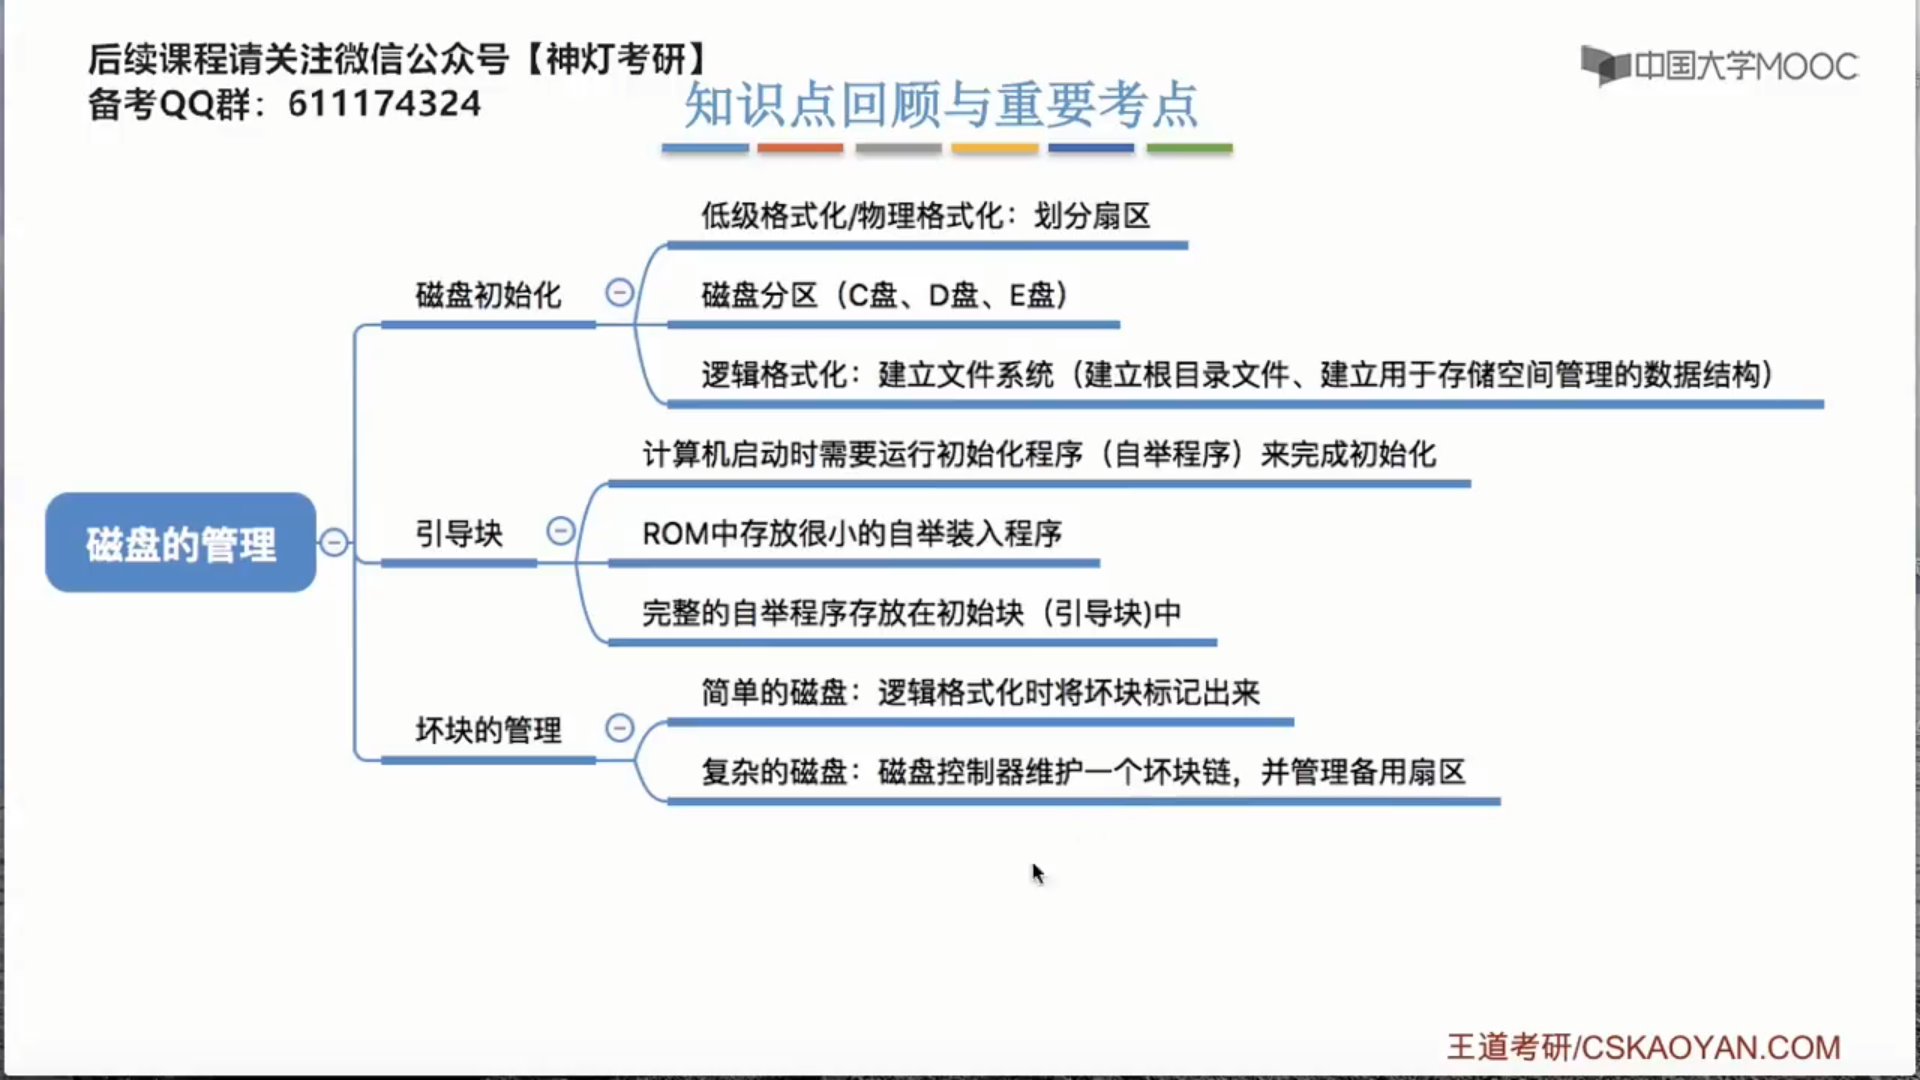 后续课程请关注微信公众号【神灯考研】
备考QQ群：611174324
中国大学MOOC
知识点回顾与重要考点
磁盘的管理
磁盘初始化
低级格式化/物理格式化：划分扇区
磁盘分区（C盘、D盘、E盘）
逻辑格式化：建立文件系统（建立根目录文件、建立用于存储空间管理的数据结构）
引导块
计算机启动时需要运行初始化程序（自举程序）来完成初始化
ROM中存放很小的自举装入程序
完整的自举程序存放在初始块（引导块)中
坏块的管理
简单的磁盘：逻辑格式化时将坏块标记出来
复杂的磁盘：磁盘控制器维护一个坏块链，并管理备用扇区
王道考研/CSKAOYAN.COM